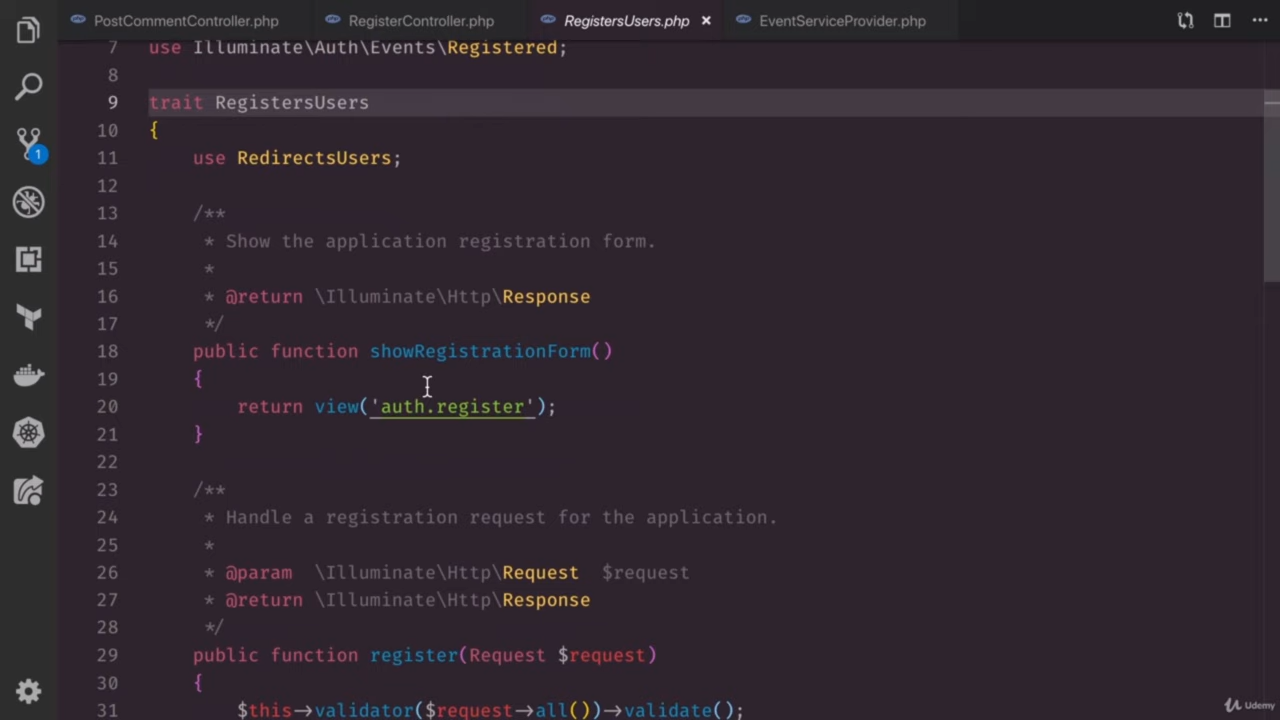 PostCommentController.php RegisterController.php RegistersUsers.php × EventServiceProvider.php ···
7 use Illuminate\Auth\Events\Registered;
8
9 trait RegistersUsers
10 {
11 use RedirectsUsers;
12
13 /**
14 * Show the application registration form.
15 *
16 * @return \Illuminate\Http\Response
17 */
18 public function showRegistrationForm()
19 {
20 return view('auth.register');
21 }
22
23 /**
24 * Handle a registration request for the application.
25 *
26 * @param \Illuminate\Http\Request $request
27 * @return \Illuminate\Http\Response
28 */
29 public function register(Request $request)
30 {
31 $this->validator($request->all())->validate();
1
Udemy